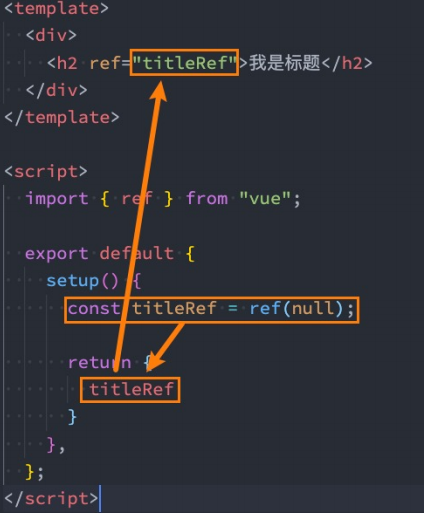 <template>
<div>
<h2 ref="titleRef">我是标题</h2>
</div>
</template>
<script>
import { ref } from "vue";
export default {
setup() {
const titleRef = ref(null);
return {
titleRef
}
},
};
</script>